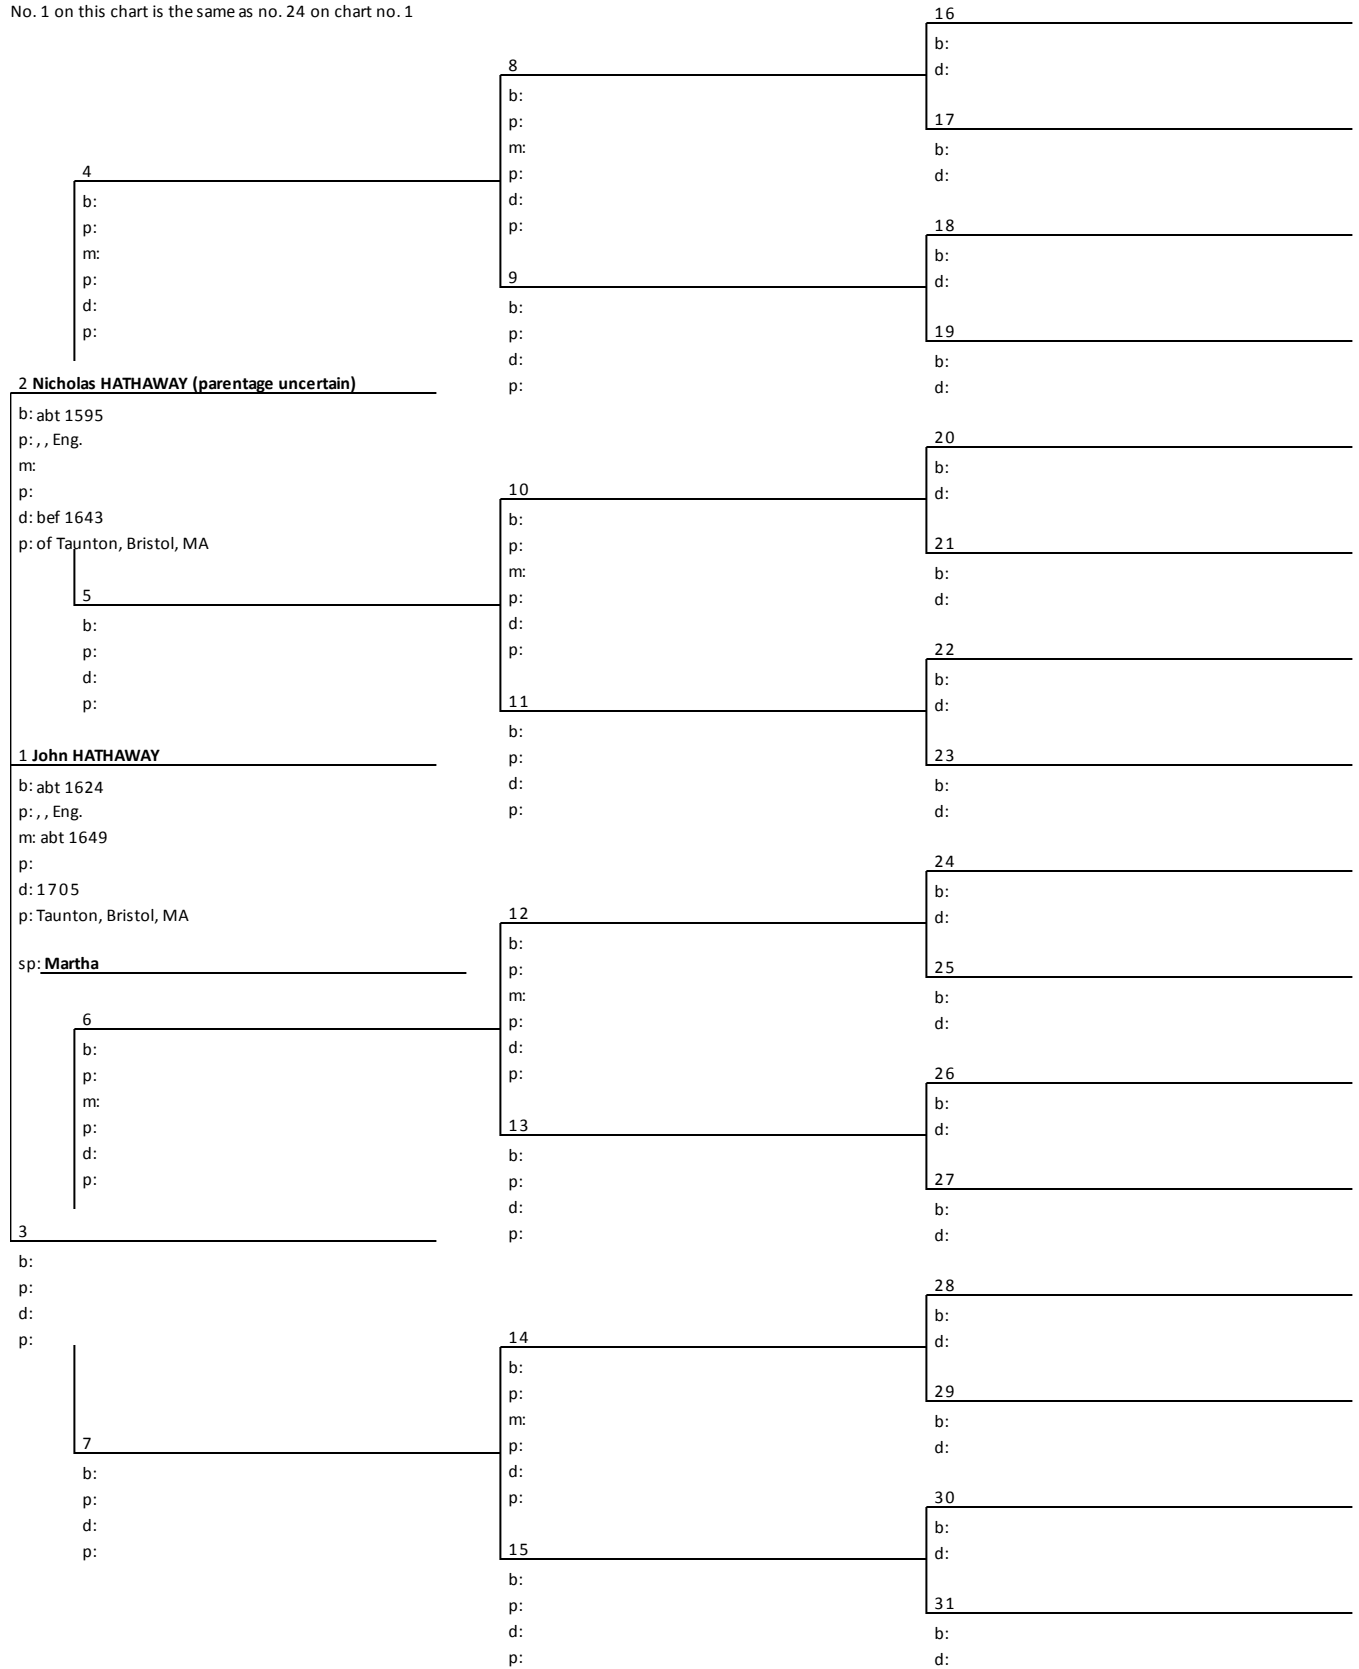 No. 1 on this chart is the same as no. 24 on chart no. 1
16
b:
d:
8
b:
p:
m:
p:
d:
p:
17
b:
d:
4
b:
p:
m:
p:
d:
p:
18
b:
d:
9
b:
p:
d:
p:
19
b:
d:
2 Nicholas HATHAWAY (parentage uncertain)
b: abt 1595
p: , , Eng.
m:
p:
d: bef 1643
p: of Taunton, Bristol, MA
20
b:
d:
10
b:
p:
m:
p:
d:
p:
21
b:
d:
5
b:
p:
d:
p:
22
b:
d:
11
b:
p:
d:
p:
23
b:
d:
1 John HATHAWAY
b: abt 1624
p: , , Eng.
m: abt 1649
p:
d: 1705
p: Taunton, Bristol, MA
sp: Martha
24
b:
d:
12
b:
p:
m:
p:
d:
p:
25
b:
d:
6
b:
p:
m:
p:
d:
p:
26
b:
d:
13
b:
p:
d:
p:
27
b:
d:
3
b:
p:
d:
p:
28
b:
d:
14
b:
p:
m:
p:
d:
p:
29
b:
d:
7
b:
p:
d:
p:
30
b:
d:
15
b:
p:
d:
p:
31
b:
d: